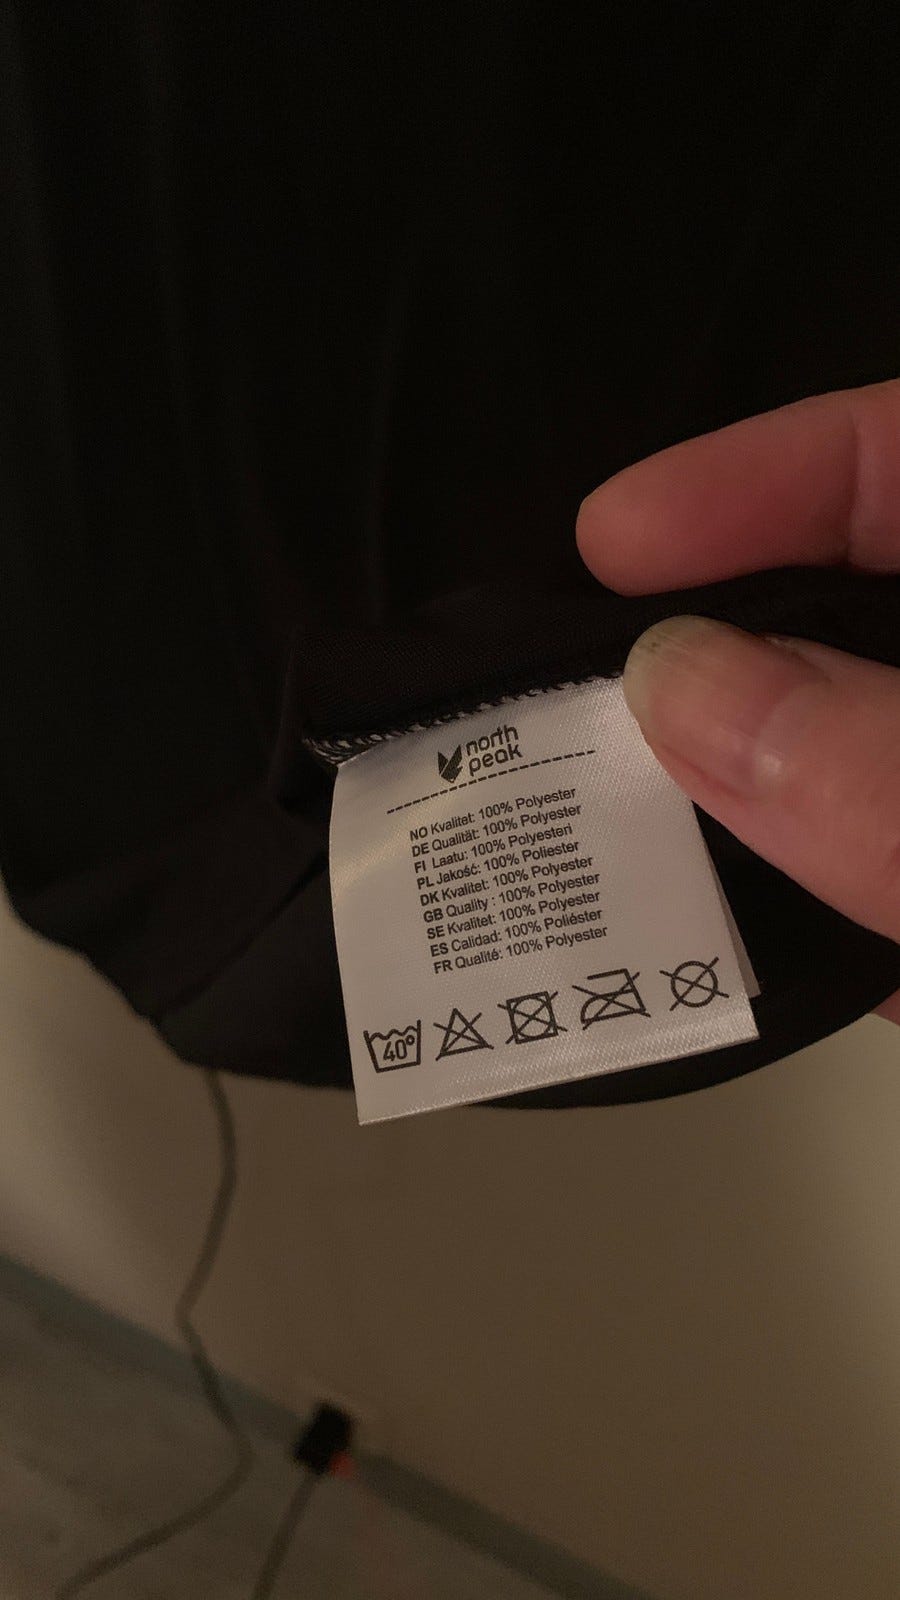 north
peak
NO Kvalitet: 100% Polyester
DE Qualität: 100% Polyester
FI Laatu: 100% Polyesteri
PL Jakość: 100% Poliester
DK Kvalitet: 100% Polyester
GB Quality : 100% Polyester
SE Kvalitet: 100% Polyester
ES Calidad: 100% Poliéster
FR Qualité: 100% Polyester
40°